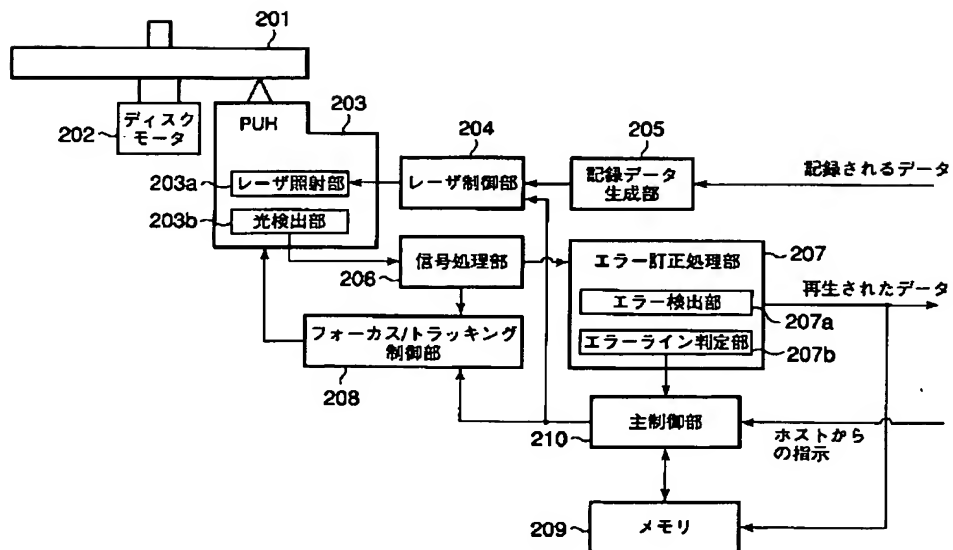 201
ディスク
モータ
202
PUH
203
203a
レーザ照射部
203b
光検出部
204
レーザ制御部
205
記録データ
生成部
記録されるデータ
信号処理部
206
エラー訂正処理部
207
エラー検出部
207a
エラーライン判定部
207b
再生されたデータ
フォーカス/トラッキング
制御部
208
主制御部
210
ホストから
の指示
メモリ
209